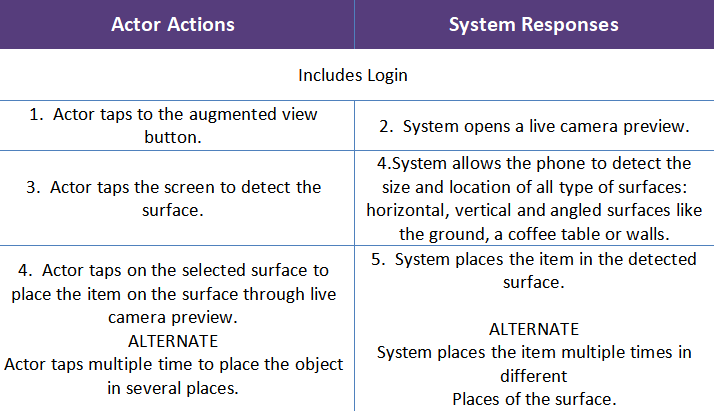 Actor Actions
System Responses
Includes Login
1. Actor taps to the augmented view
button.
2. System opens a live camera preview.
3. Actor taps the screen to detect the
surface.
4.System allows the phone to detect the
size and location of all type of surfaces:
horizontal, vertical and angled surfaces like
the ground, a coffee table or walls.
4. Actor taps on the selected surface to
place the item on the surface through live
camera preview.
ALTERNATE
Actor taps multiple time to place the object
in several places.
5. System places the item in the detected
surface.
ALTERNATE
System places the item multiple times in
different
Places of the surface.